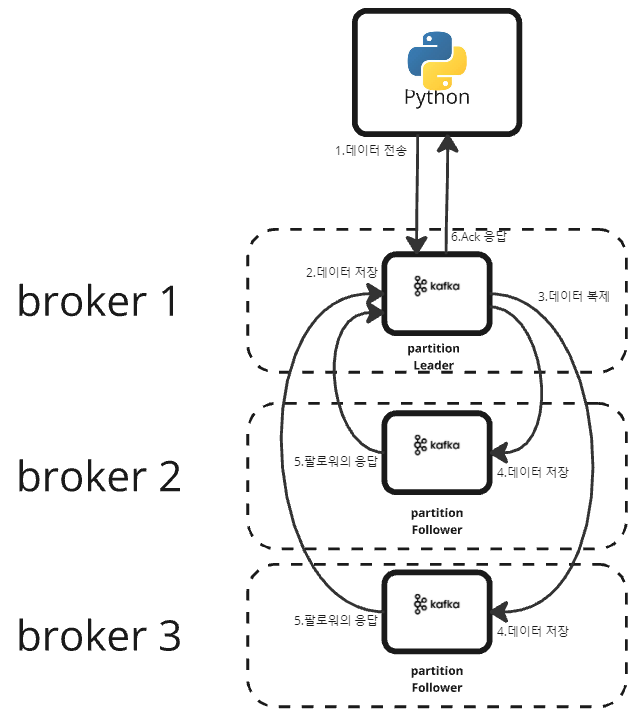 Python
1.데이터 전송
6.Ack 응답
broker 1
2.데이터 저장
kafka
3.데이터 복제
partition
Leader
broker 2
kafka
5.팔로워의 응답
4.데이터 저장
partition
Follower
broker 3
kafka
5.팔로워의 응답
4.데이터 저장
partition
Follower